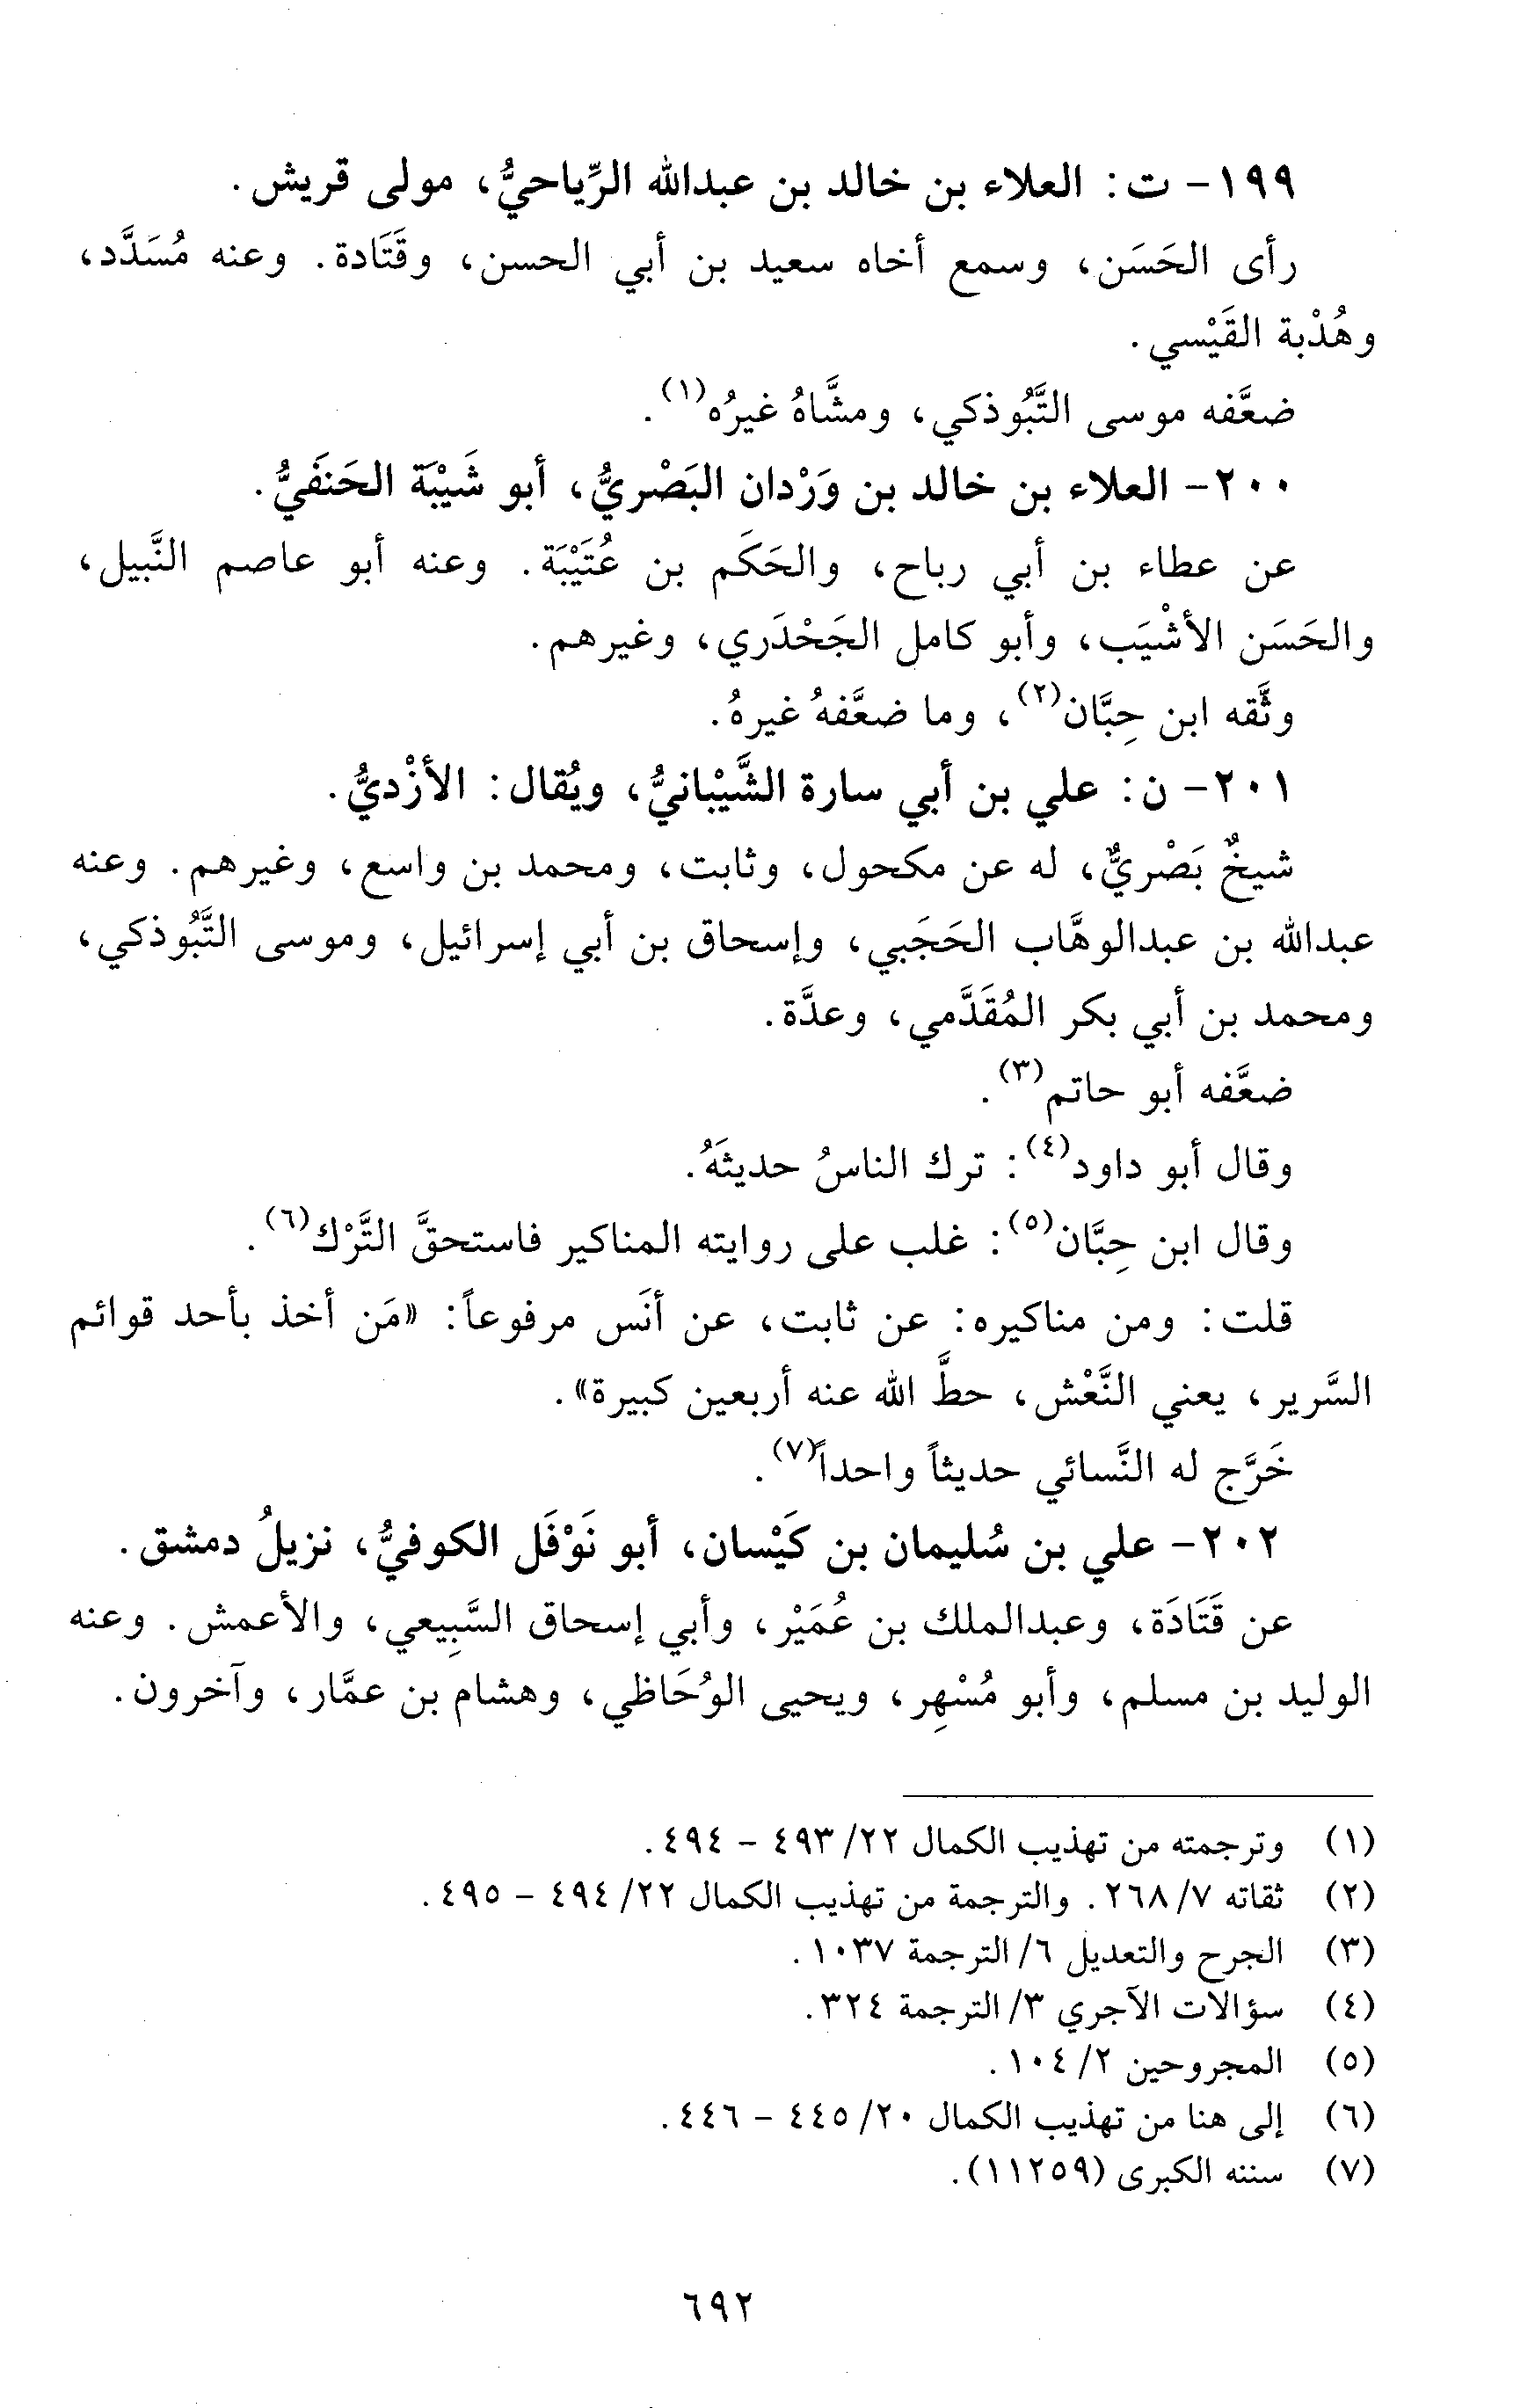 ١٩٩- ت: العلاء بن خالد بن عبدالله الرِّياحيُّ، مولى قريش.
رأى الحَسَن، وسمع أخاه سعيد بن أبي الحسن، وقَتَادة. وعنه مُسَدَّد،
وهُدْبة القَيْسي.
ضعَّفه موسى التَّبُوذكي، ومشَّاهُ غيرُه(١).
٢٠٠- العلاء بن خالد بن وَرْدان البَصْريُّ، أبو شَيْبَة الحَنفَيُّ.
عن عطاء بن أبي رباح، والحَكَم بن عُتَيْبَة. وعنه أبو عاصم النَّبيل،
والحَسَن الأشْيَب، وأبو كامل الجَحْدَري، وغيرهم.
وثَّقه ابن حِبَّان(٢)، وما ضعَّفهُ غيرهُ.
٢٠١- ن: علي بن أبي سارة الشَّيْبانيُّ، ويُقال: الأزْديُّ.
شيخٌ بَصْريٌّ، له عن مكحول، وثابت، ومحمد بن واسع، وغيرهم. وعنه
عبدالله بن عبدالوهَّاب الحَجَبي، وإسحاق بن أبي إسرائيل، وموسى التَّبُوذكي،
ومحمد بن أبي بكر المُقَدَّمي، وعدَّة.
ضعَّفه أبو حاتم(٣).
وقال أبو داود(٤): ترك الناسُ حديثَهُ.
وقال ابن حِبَّان(٥): غلب على روايته المناكير فاستحقَّ التَّرْك(٦).
قلت: ومن مناكيره: عن ثابت، عن أنَس مرفوعاً: «مَن أخذ بأحد قوائم
السَّرير، يعني النَّعْش، حطَّ الله عنه أربعين كبيرة».
خَرَّج له النَّسائي حديثاً واحداً(٧).
٢٠٢- علي بن سُليمان بن كَيْسان، أبو نَوْفَل الكوفيُّ، نزيلُ دمشق.
عن قَتَادَة، وعبدالملك بن عُمَيْر، وأبي إسحاق السَّبِيعي، والأعمش. وعنه
الوليد بن مسلم، وأبو مُسْهِر، ويحيى الوُحَاظي، وهشام بن عمَّار، وآخرون.
(١) وترجمته من تهذيب الكمال ٢٢/ ٤٩٣ - ٤٩٤.
(٢) ثقاته ٧/ ٢٦٨. والترجمة من تهذيب الكمال ٢٢/ ٤٩٤ - ٤٩٥.
(٣) الجرح والتعديل ٦/ الترجمة ١٠٣٧.
(٤) سؤالات الآجري ٣/ الترجمة ٣٢٤.
(٥) المجروحين ٢/ ١٠٤.
(٦) إلى هنا من تهذيب الكمال ٢٠/ ٤٤٥ - ٤٤٦.
(٧) سننه الكبرى (١١٢٥٩).
٦٩٢